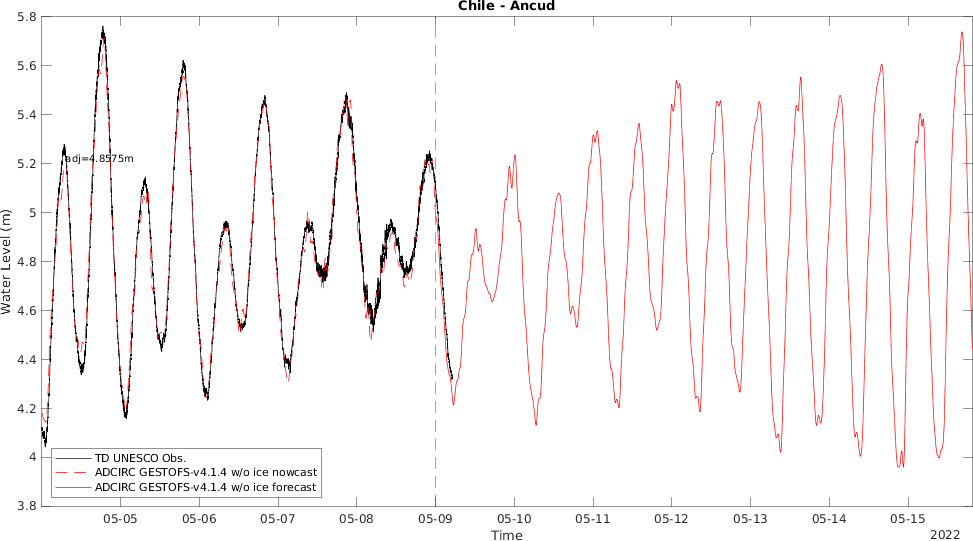 Chile - Ancud
Water Level (m)
5.8
5.6
5.4
5.2
5
4.8
4.6
4.4
4.2
4
3.8
adj=4.8575m
TD UNESCO Obs.
ADCIRC GESTOFS-v4.1.4 w/o ice nowcast
ADCIRC GESTOFS-v4.1.4 w/o ice forecast
05-05 05-06 05-07 05-08 05-09 05-10 05-11 05-12 05-13 05-14 05-15
Time
2022